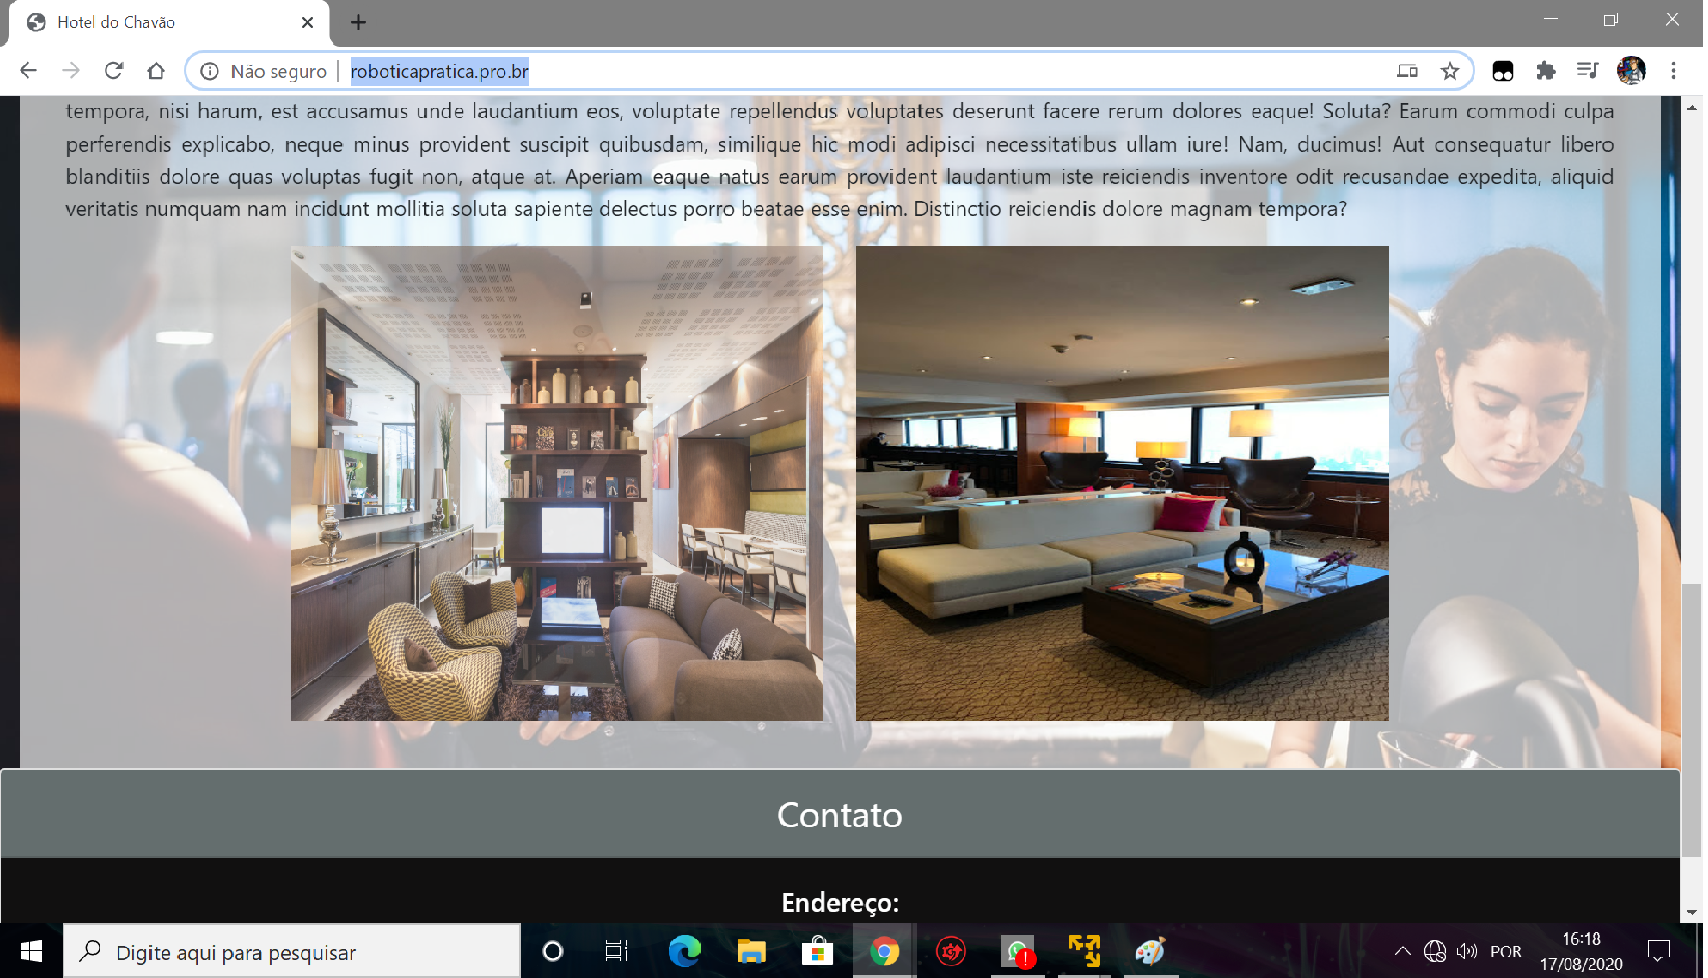 Hotel do Chavão
Não seguro
roboticapratica.pro.br
tempora, nisi harum, est accusamus unde laudantium eos, voluptate repellendus voluptates deserunt facere rerum dolores eaque! Soluta? Earum commodi culpa
perferendis explicabo, neque minus provident suscipit quibusdam, similique hic modi adipisci necessitatibus ullam iure! Nam, ducimus! Aut consequatur libero
blanditiis dolore quas voluptas fugit non, atque at. Aperiam eaque natus earum provident laudantium iste reiciendis inventore odit recusandae expedita, aliquid
veritatis numquam nam incidunt mollitia soluta sapiente delectus porro beatae esse enim. Distinctio reiciendis dolore magnam tempora?
Contato
Endereço:
Digite aqui para pesquisar
POR
16:18
17/08/2020